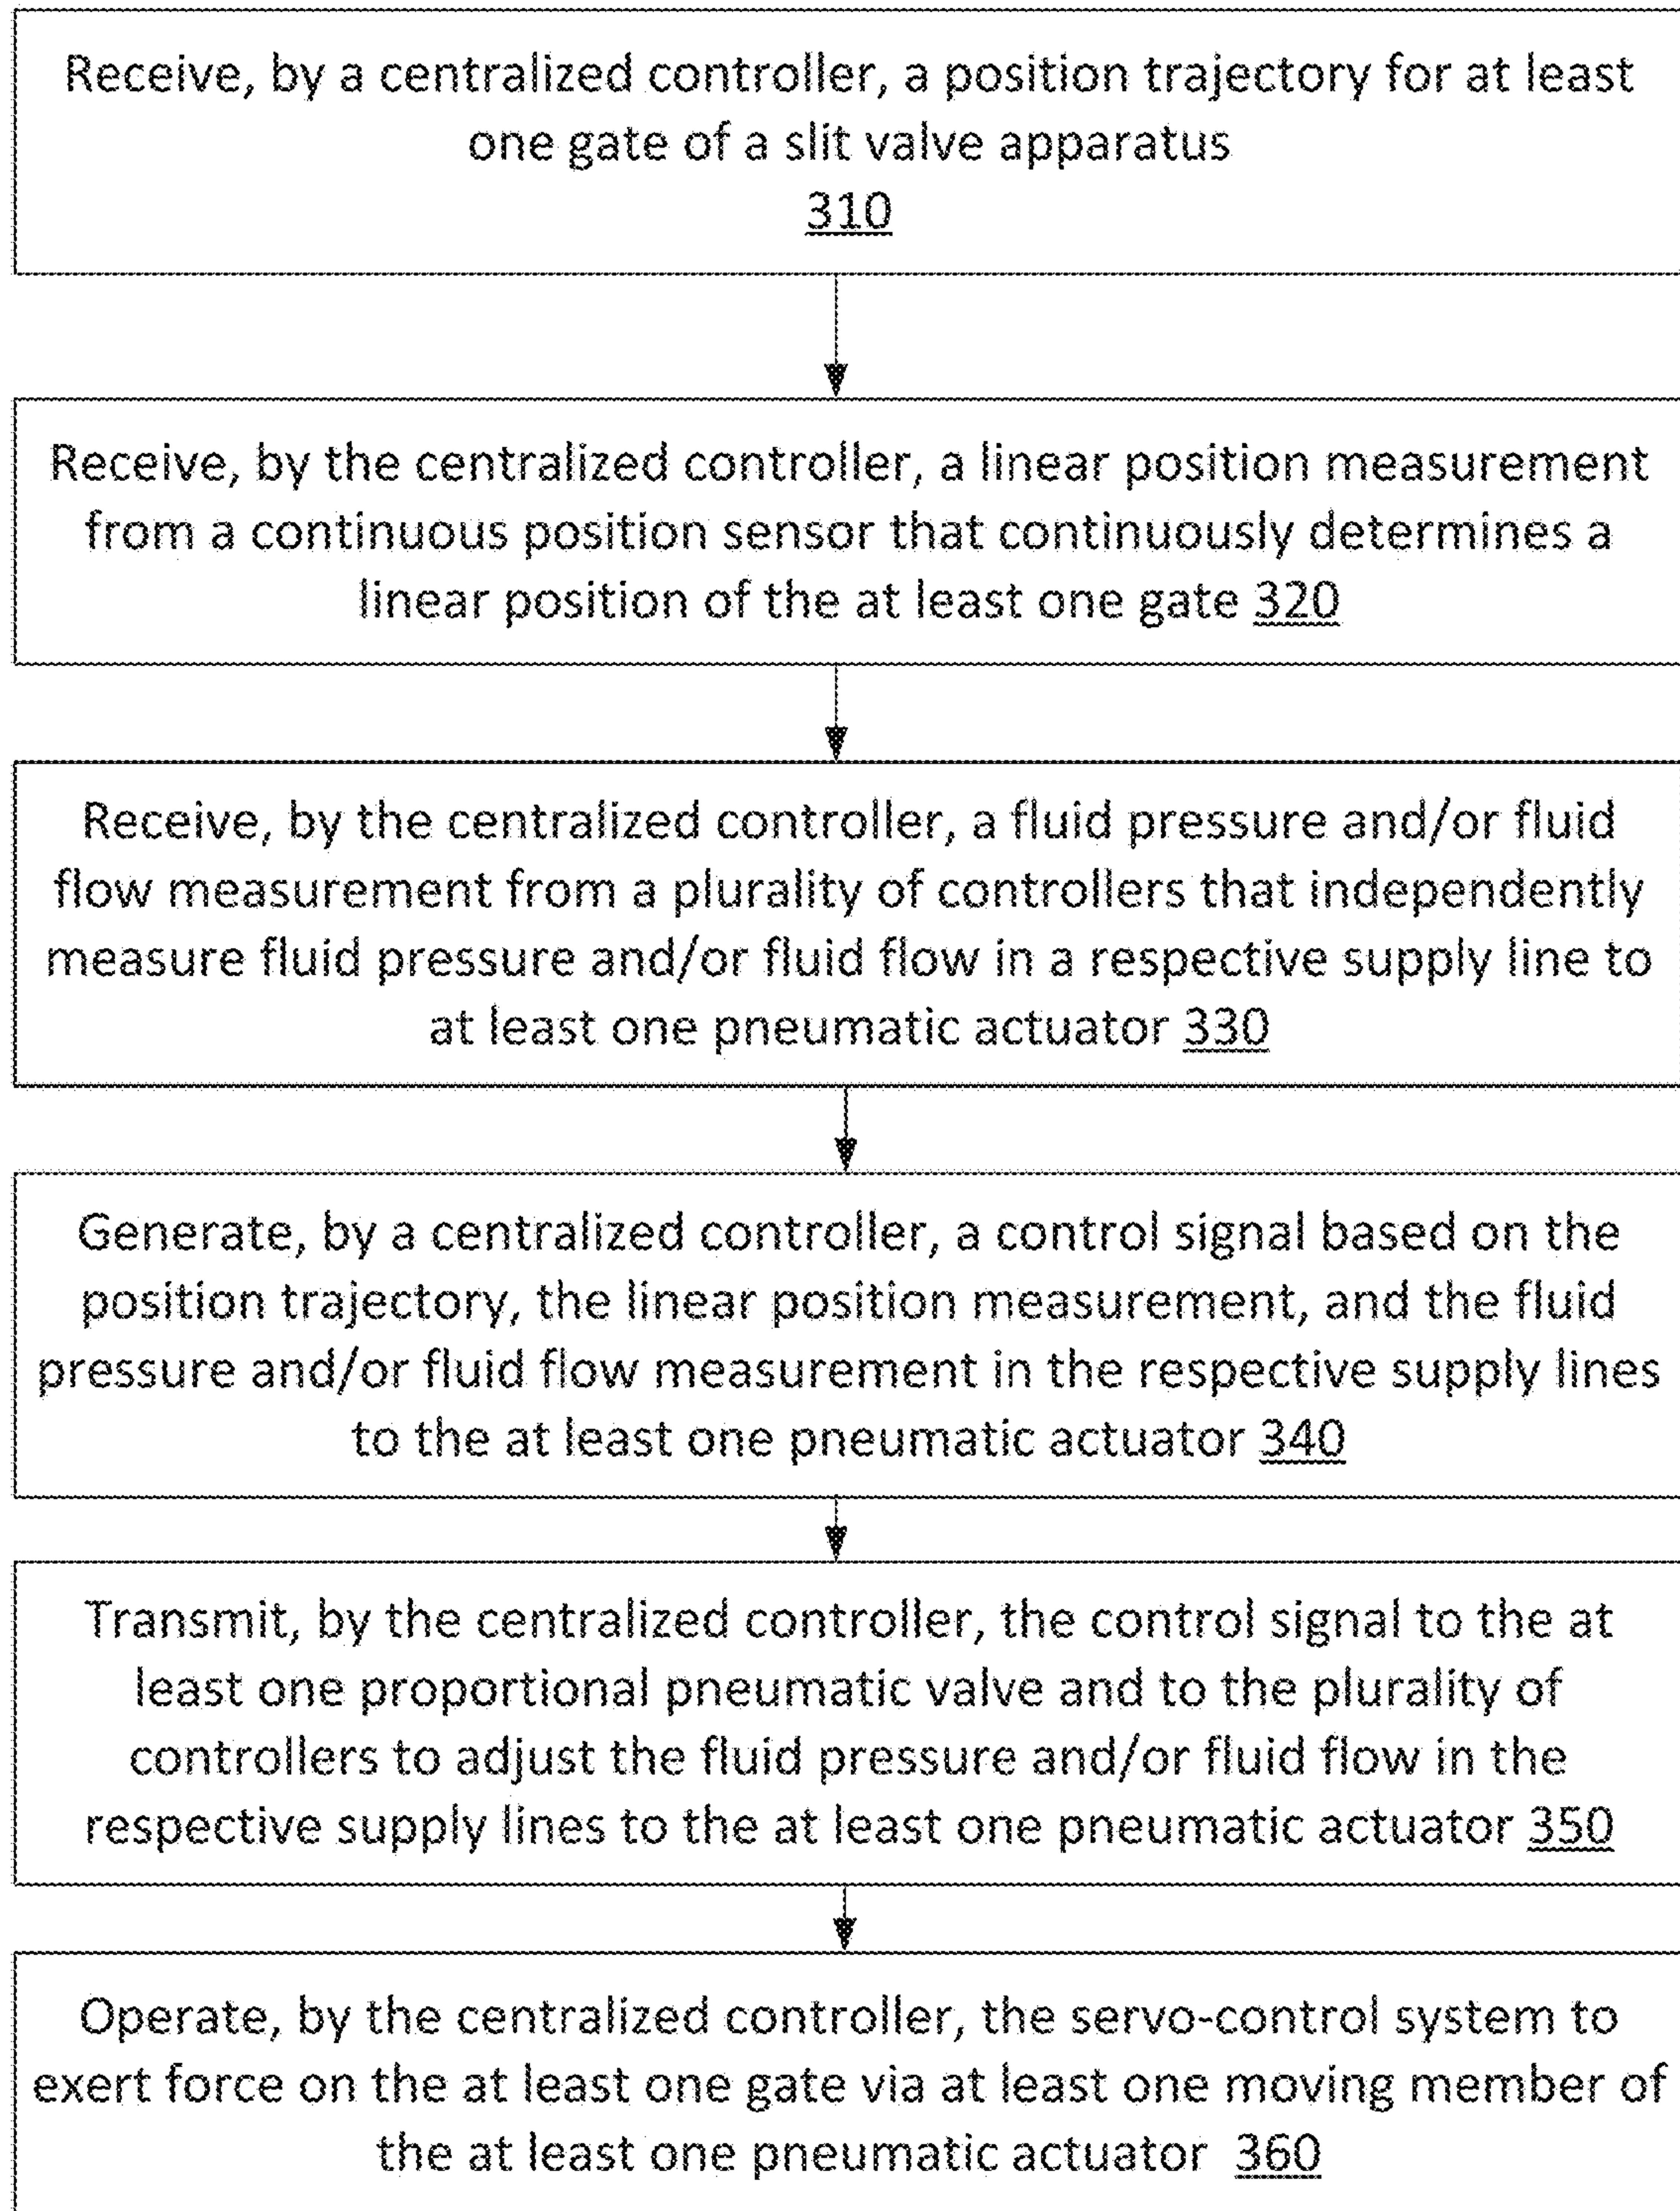 Receive, by a centralized controller, a position trajectory for at least
one gate of a slit valve apparatus
310
Receive, by the centralized controller, a linear position measurement
from a continuous position sensor that continuously determines a
linear position of the at least one gate 320
Receive, by the centralized controller, a fluid pressure and/or fluid
flow measurement from a plurality of controllers that independently
measure fluid pressure and/or fluid flow in a respective supply line to
at least one pneumatic actuator 330
Generate, by a centralized controller, a control signal based on the
position trajectory, the linear position measurement, and the fluid
pressure and/or fluid flow measurement in the respective supply lines
to the at least one pneumatic actuator 340
Transmit, by the centralized controller, the control signal to the at
least one proportional pneumatic valve and to the plurality of
controllers to adjust the fluid pressure and/or fluid flow in the
respective supply lines to the at least one pneumatic actuator 350
Operate, by the centralized controller, the servo-control system to
exert force on the at least one gate via at least one moving member of
the at least one pneumatic actuator 360